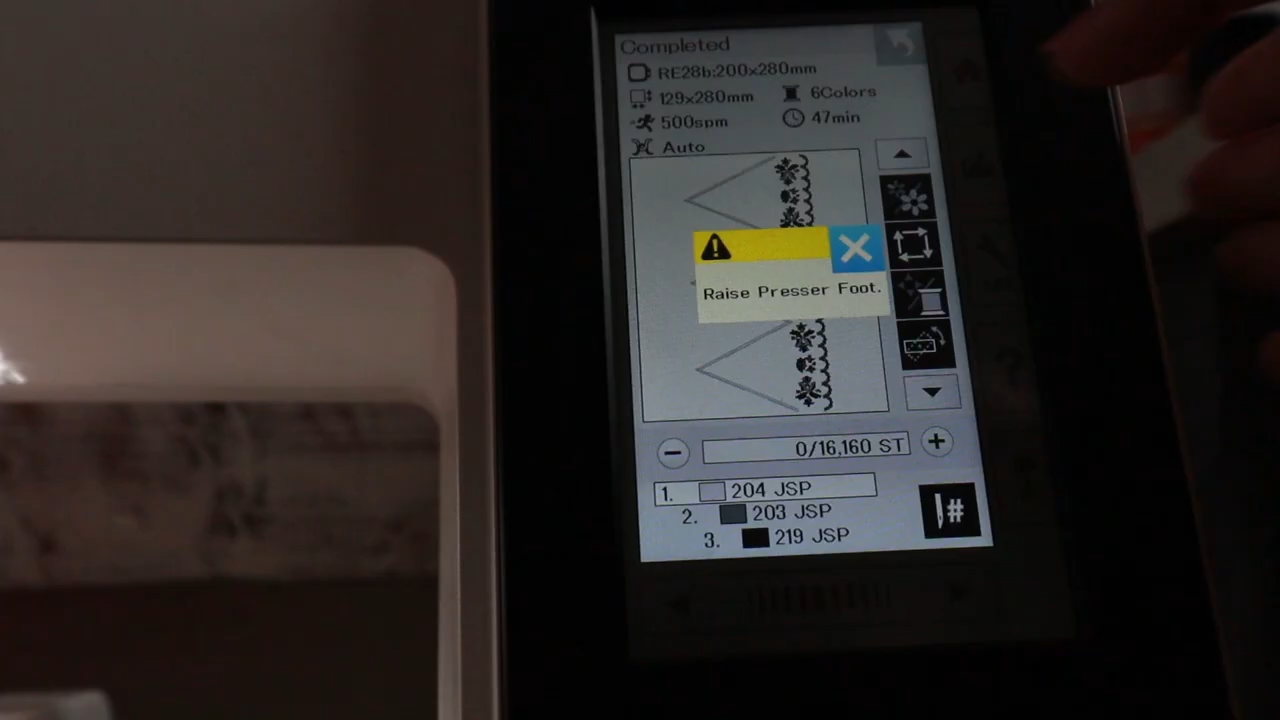 Completed
RE28b:200x280mm
129x280mm 6Colors
500spm 47min
Auto
Raise Presser Foot.
0/16,160 ST
1. 204 JSP
2. 203 JSP
3. 219 JSP
#